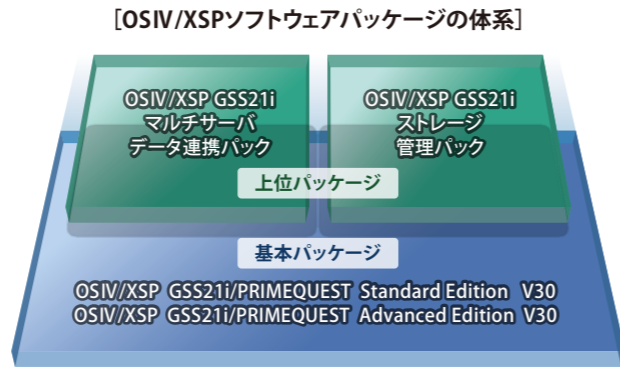 [OSIV/XSPソフトウェアパッケージの体系]
OSIV/XSP GSS21i
マルチサーバ
データ連携パック
OSIV/XSP GSS21i
ストレージ
管理パック
上位パッケージ
基本パッケージ
OSIV/XSP GSS21i/PRIMEQUEST Standard Edition V30
OSIV/XSP GSS21i/PRIMEQUEST Advanced Edition V30